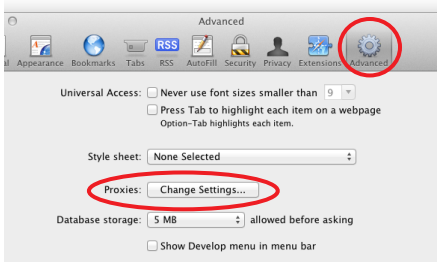 Advanced
RSS
al Appearance Bookmarks Tabs RSS AutoFill Security Privacy Extensions Advanced
Universal Access: Never use font sizes smaller than 9
Press Tab to highlight each item on a webpage
Option-Tab highlights each item.
Style sheet: None Selected
Proxies: Change Settings...
Database storage: 5 MB allowed before asking
Show Develop menu in menu bar